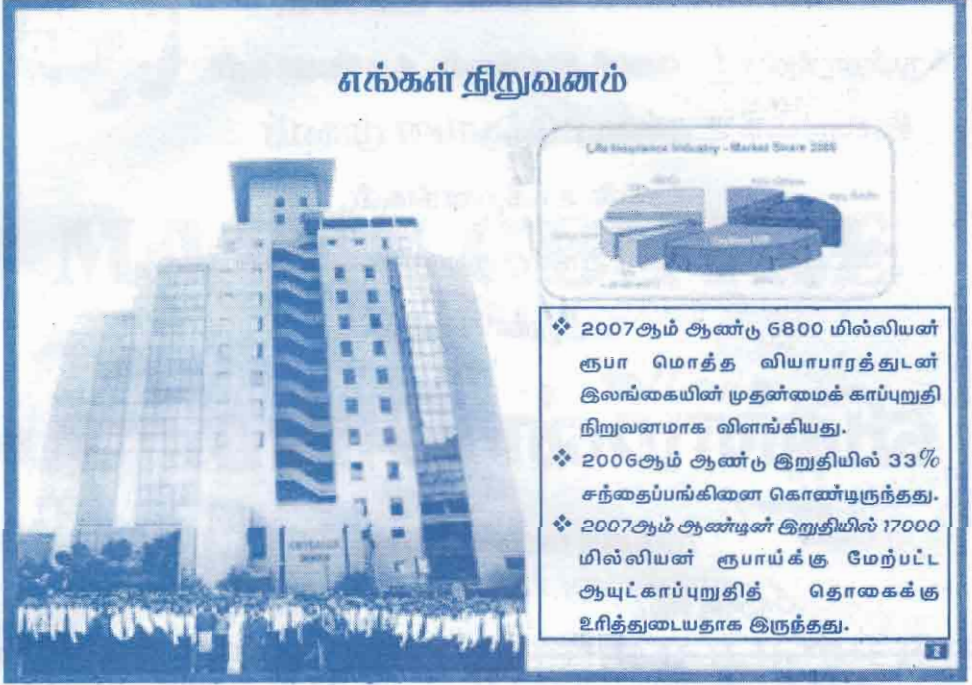 எங்கள் நிறுவனம்
Life Insurance Industry - Market Share 2006
❖ 2007ஆம் ஆண்டு 6800 மில்லியன்
ரூபா மொத்த வியாபாரத்துடன்
இலங்கையின் முதன்மைக் காப்புறுதி
நிறுவனமாக விளங்கியது.
❖ 2006ஆம் ஆண்டு இறுதியில் 33%
சந்தைப்பங்கினை கொண்டிருந்தது.
❖ 2007ஆம் ஆண்டின் இறுதியில் 17000
மில்லியன் ரூபாய்க்கு மேற்பட்ட
ஆயுட்காப்புறுதித் தொகைக்கு
உரித்துடையதாக இருந்தது.
2